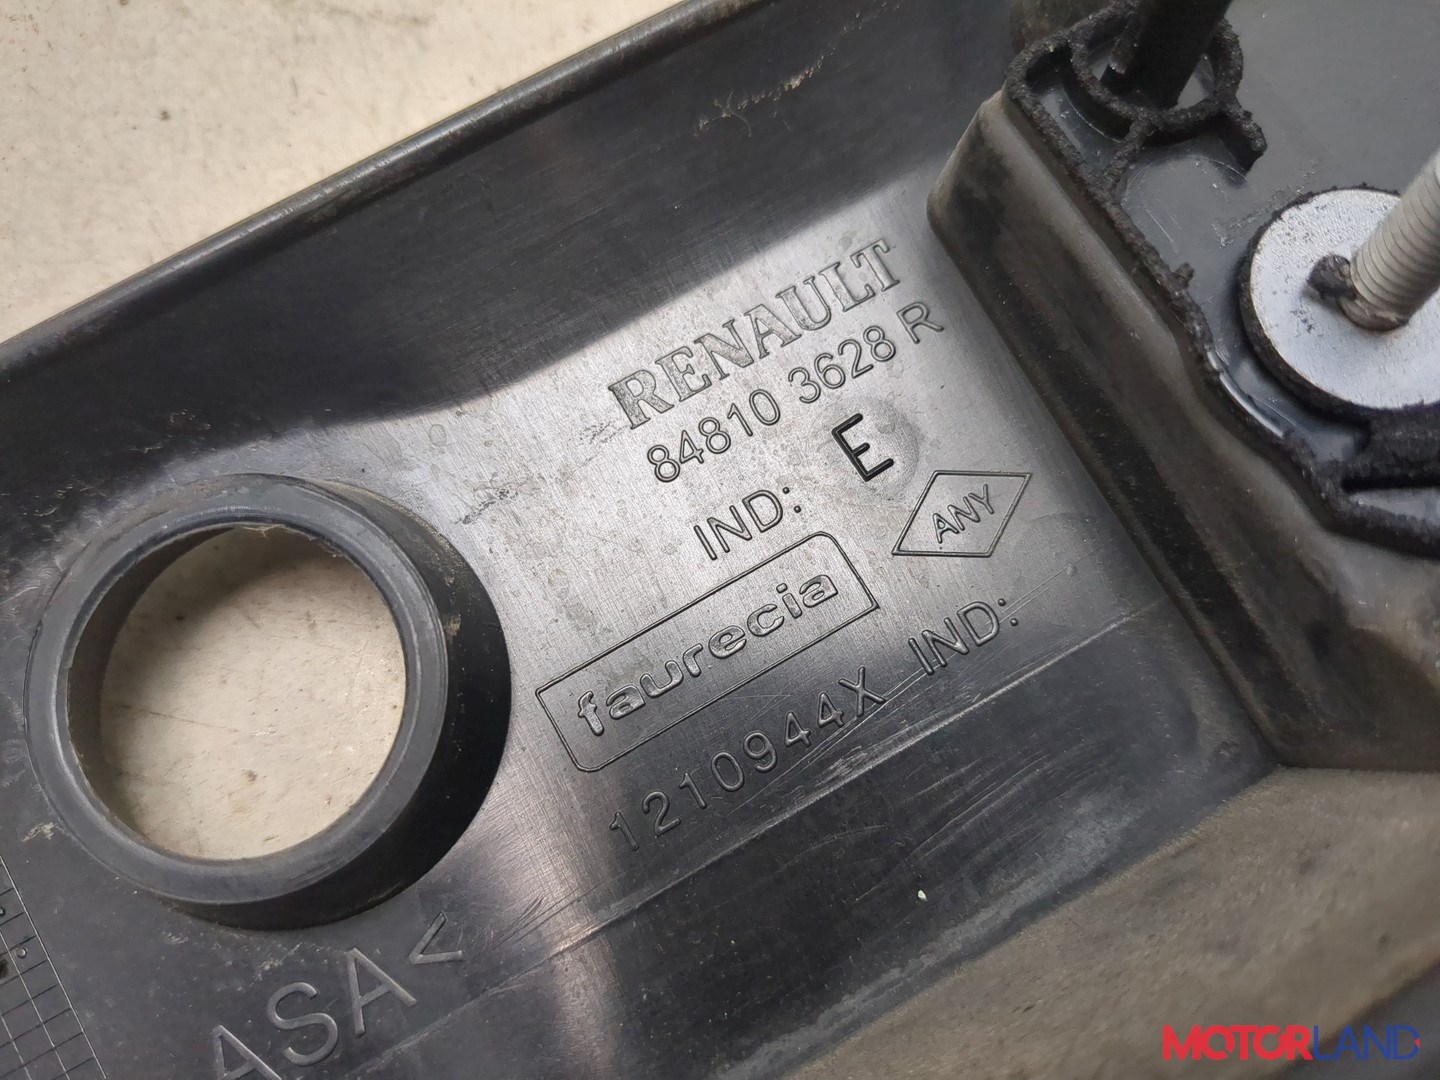 RENAULT
84810 3628 R
IND: E
ANY
faurecia
1210944X IND:
ASA<
MOTORLAND